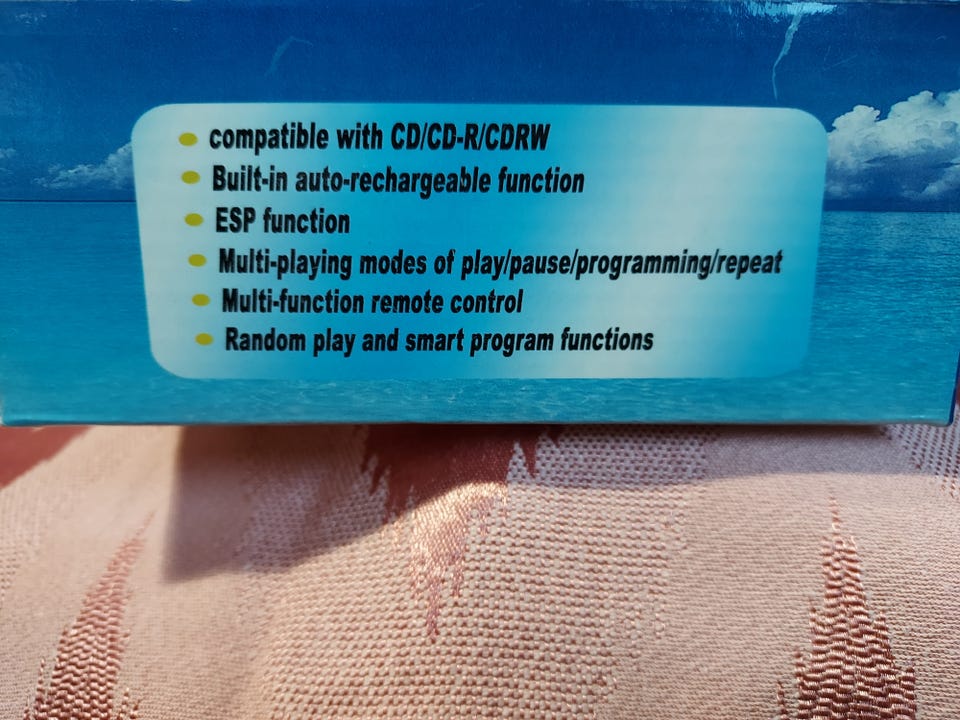 compatible with CD/CD-R/CDRW
Built-in auto-rechargeable function
ESP function
Multi-playing modes of play/pause/programming/repeat
Multi-function remote control
Random play and smart program functions